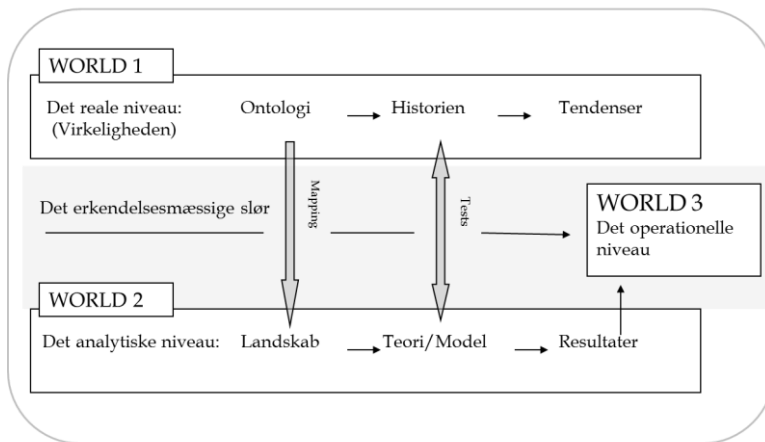 WORLD 1
Det reale niveau: Ontologi Historien Tendenser
(Virkeligheden)
Mapping
Tests
Det erkendelsesmæssige slør
WORLD 3
Det operationelle
niveau
WORLD 2
Det analytiske niveau: Landskab Teori/Model Resultater